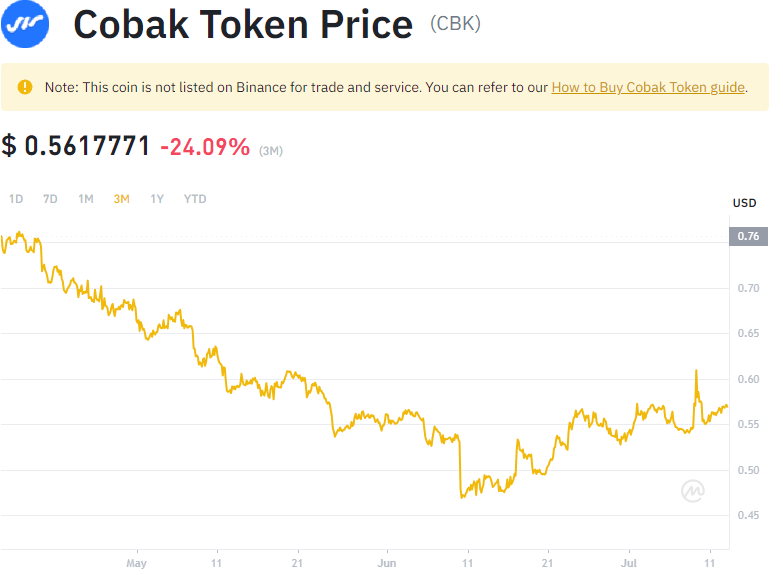 Cobak Token Price (CBK)
Note: This coin is not listed on Binance for trade and service. You can refer to our How to Buy Cobak Token guide.
$ 0.5617771 -24.09% (3M)
1D 7D 1M 3M 1Y YTD
USD
0.76
0.70
0.65
0.60
0.55
0.50
0.45
May 11 21 Jun 11 21 Jul 11